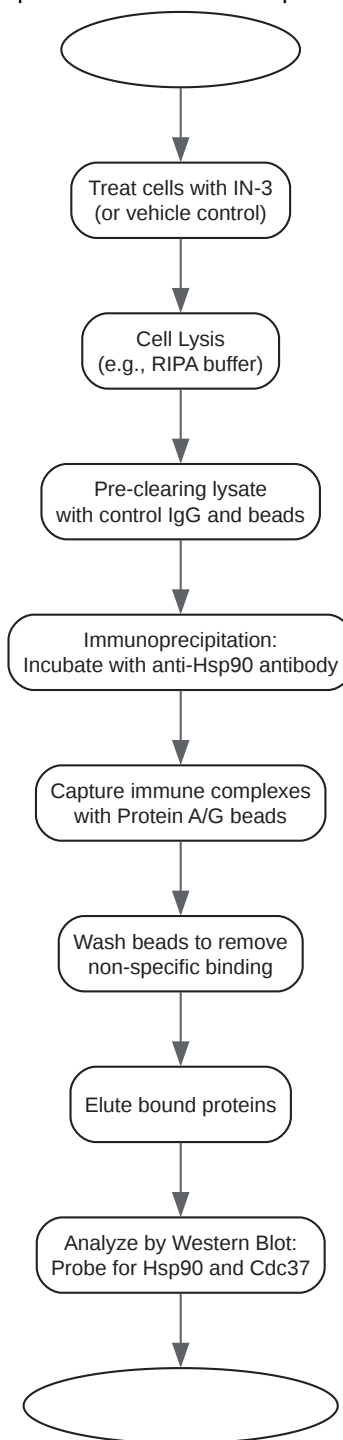 Treat cells with IN-3
(or vehicle control)
Cell Lysis
(e.g., RIPA buffer)
Pre-clearing lysate
with control IgG and beads
Immunoprecipitation:
Incubate with anti-Hsp90 antibody
Capture immune complexes
with Protein A/G beads
Wash beads to remove
non-specific binding
Elute bound proteins
Analyze by Western Blot:
Probe for Hsp90 and Cdc37